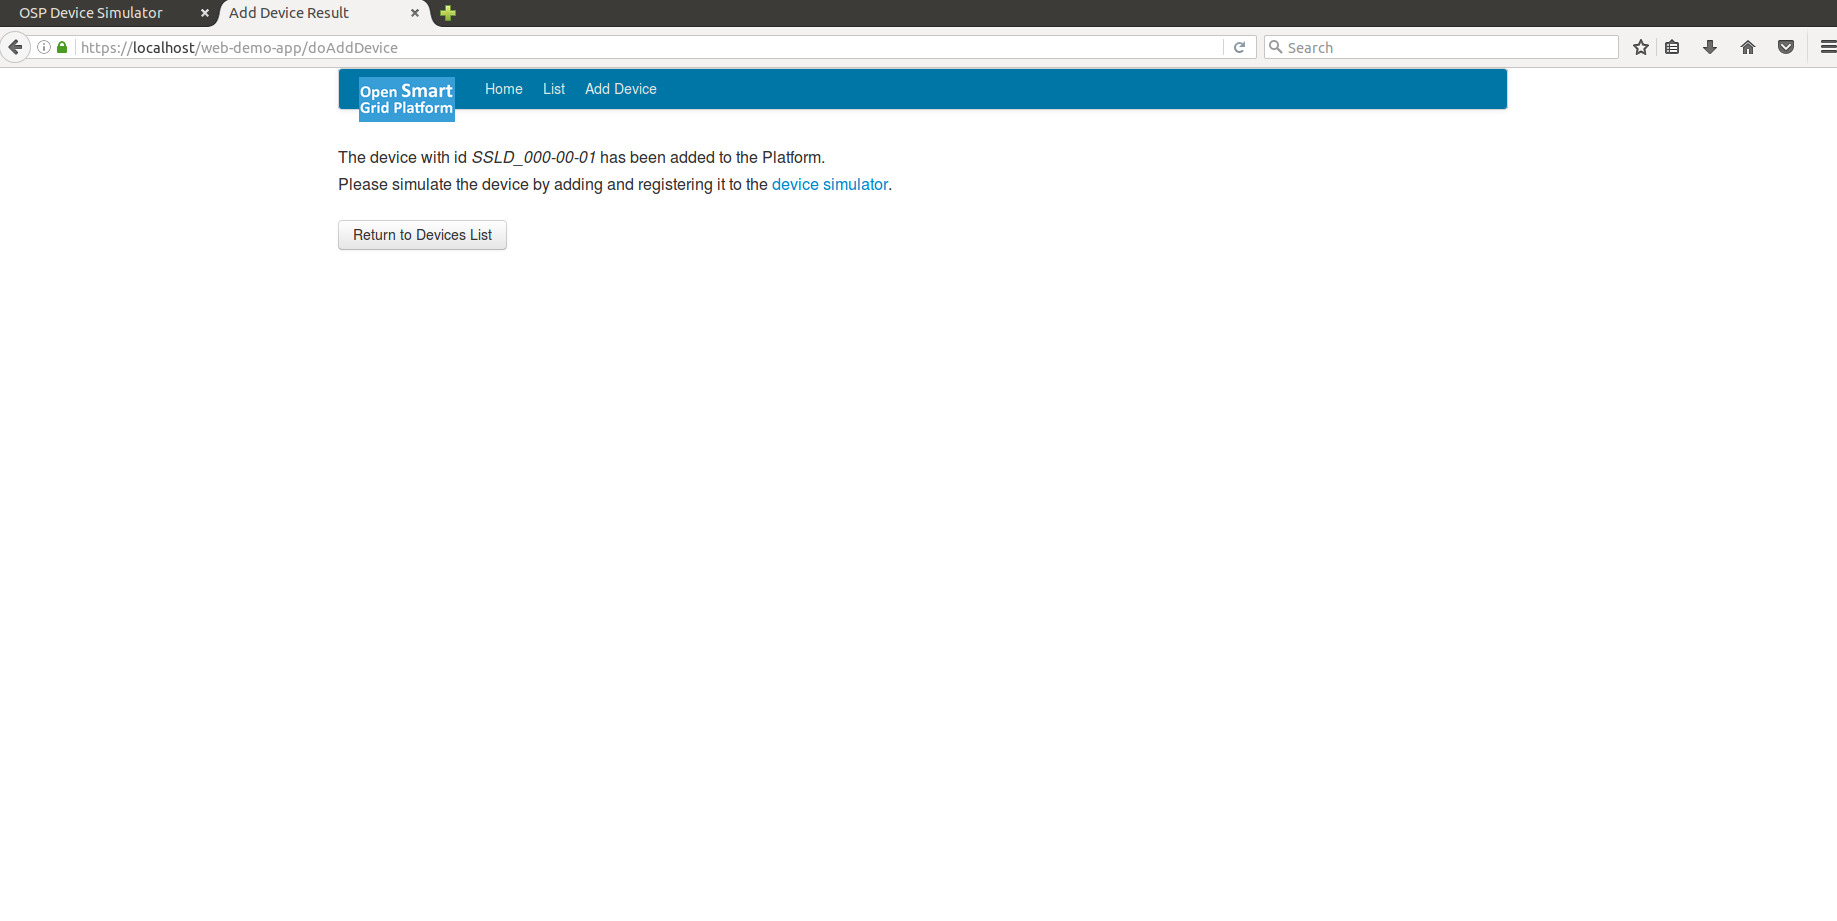 OSP Device Simulator
Add Device Result
https://localhost/web-demo-app/doAddDevice
Search
Open Smart
Grid Platform
Home
List
Add Device
The device with id SSLD_000-00-01 has been added to the Platform.
Please simulate the device by adding and registering it to the device simulator.
Return to Devices List